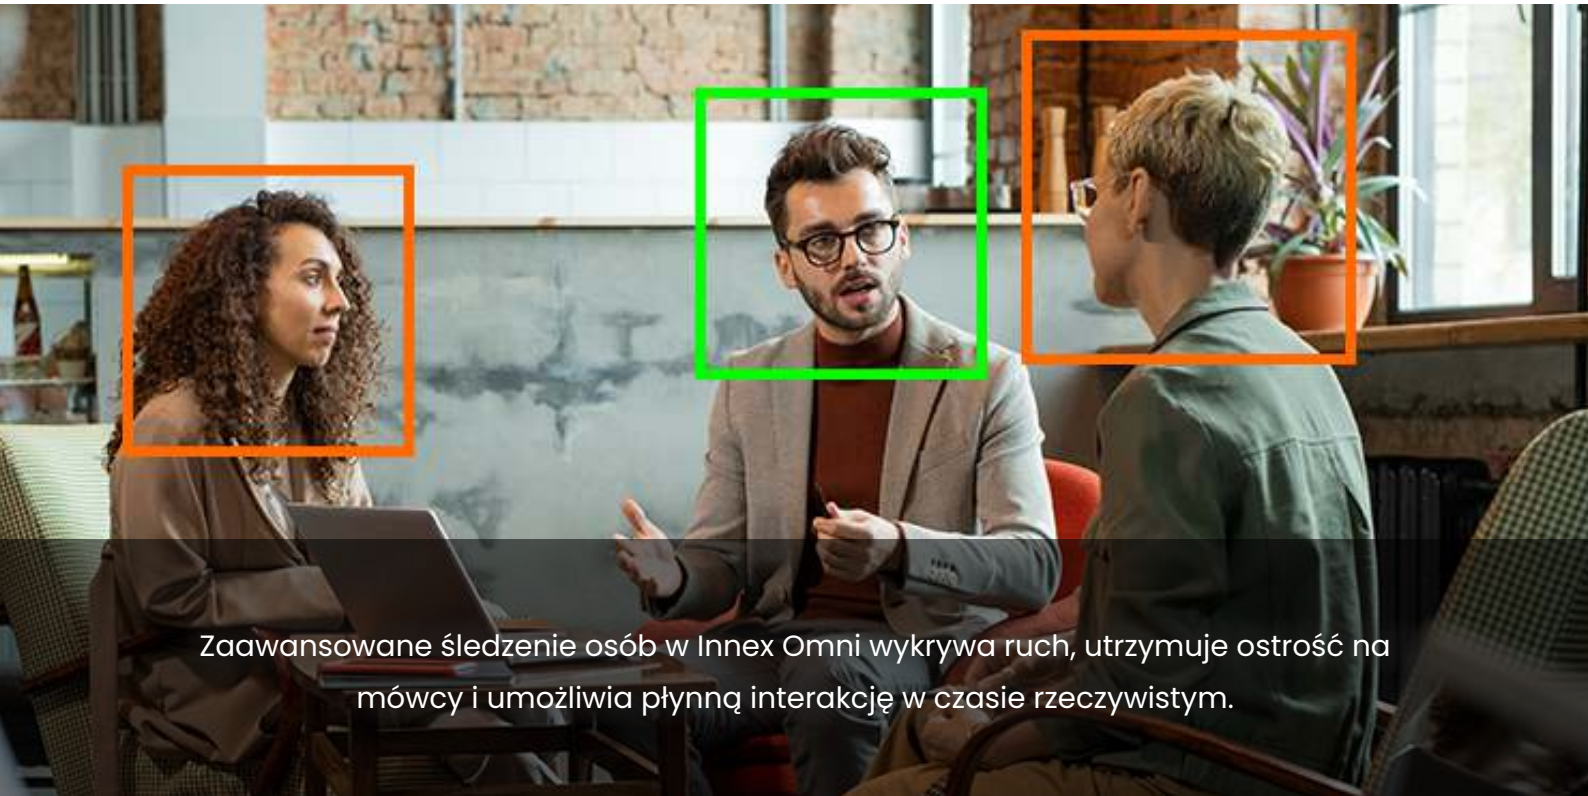 Zaawansowane śledzenie osób w Innex Omni wykrywa ruch, utrzymuje ostrość na
mówcy i umożliwia płynną interakcję w czasie rzeczywistym.